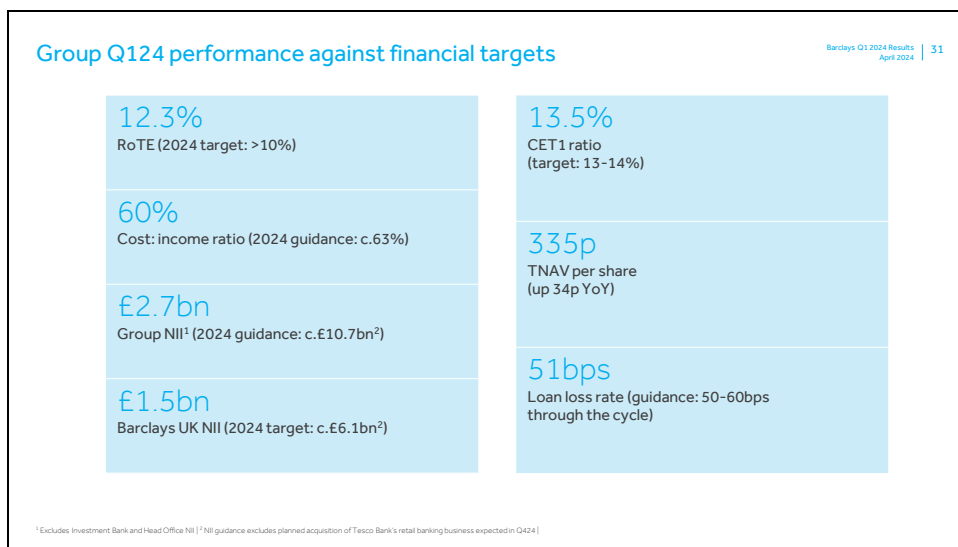 Group Q124 performance against financial targets
Barclays Q1 2024 Results
April 2024
31
12.3%
RoTE (2024 target: >10%)
60%
Cost: income ratio (2024 guidance: c.63%)
£2.7bn
Group NII¹ (2024 guidance: c.£10.7bn²)
£1.5bn
Barclays UK NII (2024 target: c.£6.1bn²)
13.5%
CET1 ratio
(target: 13-14%)
335p
TNAV per share
(up 34p YoY)
51bps
Loan loss rate (guidance: 50-60bps
through the cycle)
¹ Excludes Investment Bank and Head Office NII | ² NII guidance excludes planned acquisition of Tesco Bank's retail banking business expected in Q424 |